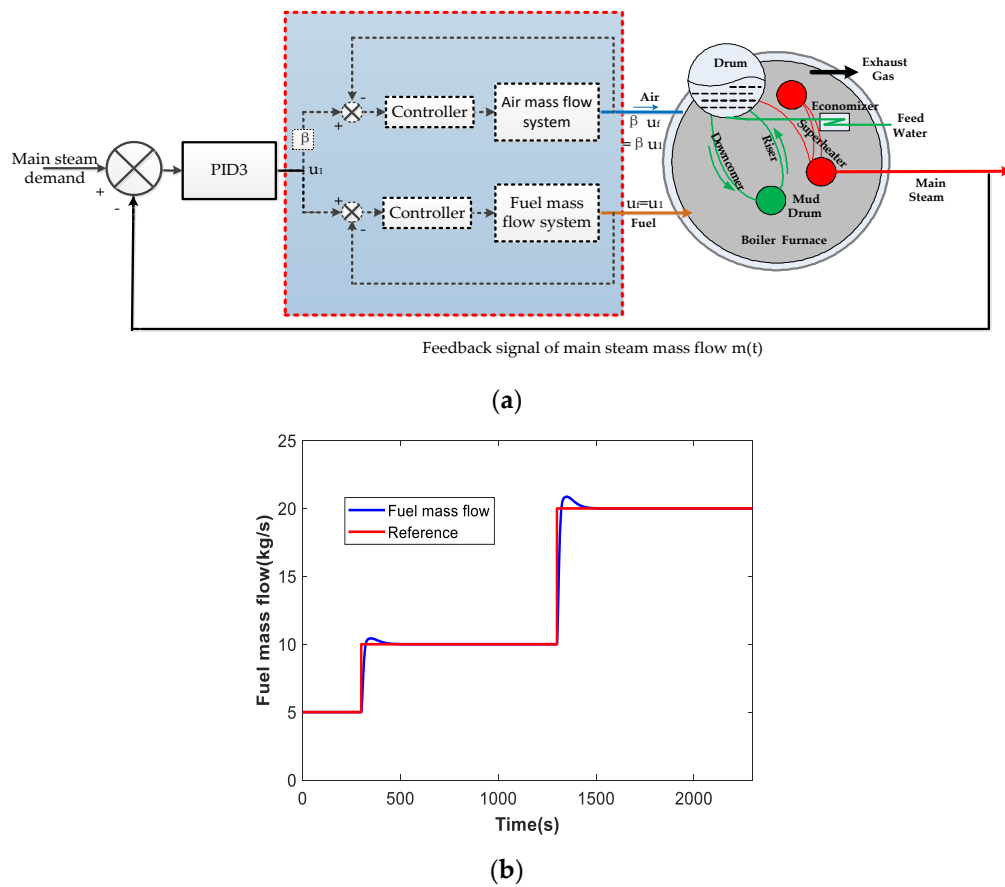 Main steam
demand
+
-
PID3
β
u₁
-
+
Controller
Air mass flow
system
+
-
Controller
Fuel mass
flow system
Air
β u_f
=β u₁
u_f=u₁
Fuel
Drum
Exhaust
Gas
Economizer
Feed
Water
Superheater
Riser
Downcomer
Mud
Drum
Main
Steam
Boiler Furnace
Feedback signal of main steam mass flow m(t)
(a)
25
20
15
10
5
0
Fuel mass flow(kg/s)
Fuel mass flow
Reference
0 500 1000 1500 2000
Time(s)
(b)